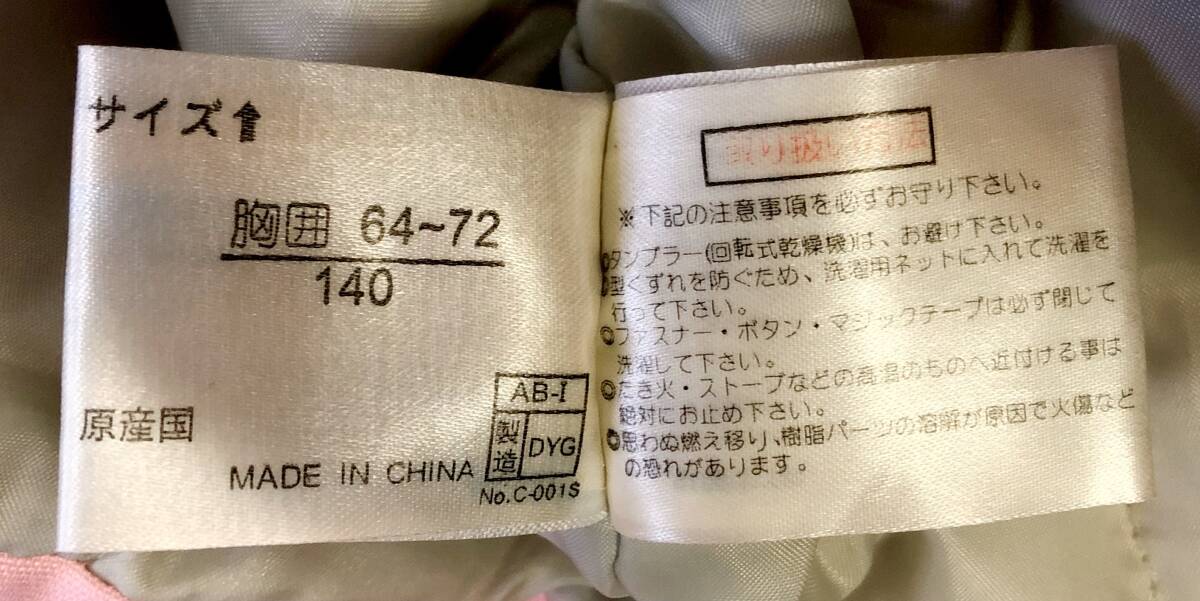 サイズ⬆
胸囲 64~72
140
原産国
MADE IN CHINA
AB-I
製造 DYG
No.C-001S
取り扱い方法
※下記の注意事項を必ずお守り下さい。
◎タンブラー(回転式乾燥機)は、お避け下さい。
◎型くずれを防ぐため、洗濯用ネットに入れて洗濯を
行って下さい。
◎ファスナー・ボタン・マジックテープは必ず閉じて
洗濯して下さい。
◎たき火・ストーブなどの高温のものへ近付ける事は
絶対にお止め下さい。
◎思わぬ燃え移り、樹脂パーツの溶解が原因で火傷など
の恐れがあります。